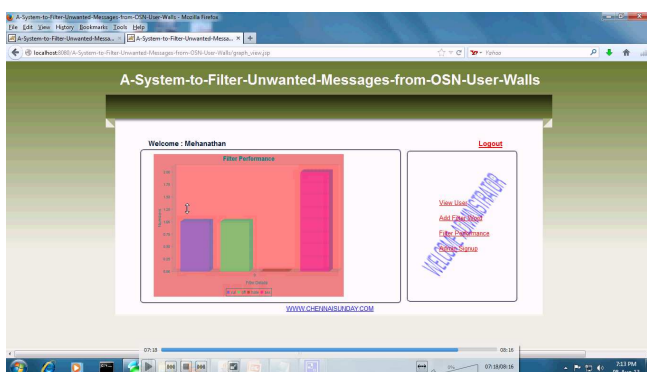 A-System-to-Filter-Unwanted-Messages-from-OSN-User-Walls - Mozilla Firefox
File Edit View History Bookmarks Tools Help
A-System-to-Filter-Unwanted-Messa... × A-System-to-Filter-Unwanted-Messa... × +
localhost:8080/A-System-to-Filter-Unwanted-Messages-from-OSN-User-Walls/graph_view.jsp
Yahoo
A-System-to-Filter-Unwanted-Messages-from-OSN-User-Walls
Welcome : Mehanathan
Logout
Filter Performance
WELCOME ADMINISTRATOR
View User
Add Filter Word
Filter Performance
Admin Signup
Filter Details
WWW.CHENNAISUNDAY.COM
07:18
08:16
07:18/08:16
7:13 PM